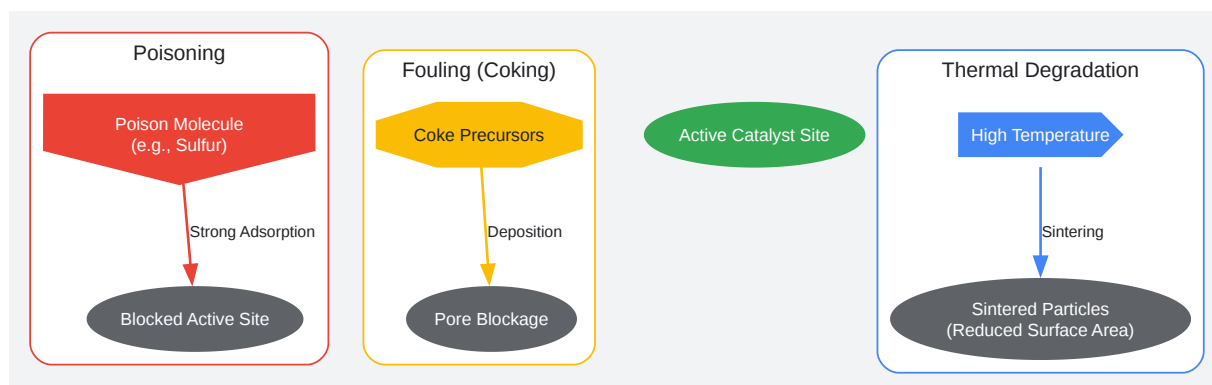 Poisoning
Poison Molecule
(e.g., Sulfur)
Strong Adsorption
Blocked Active Site
Fouling (Coking)
Coke Precursors
Deposition
Pore Blockage
Active Catalyst Site
Thermal Degradation
High Temperature
Sintering
Sintered Particles
(Reduced Surface Area)